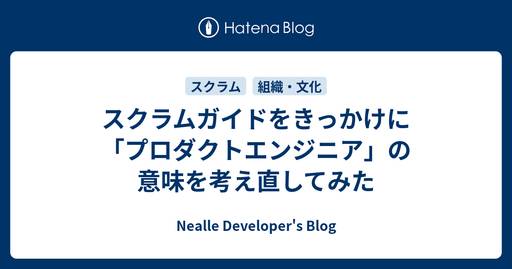 Hatena Blog
スクラム 組織・文化
スクラムガイドをきっかけに
「プロダクトエンジニア」の
意味を考え直してみた
Nealle Developer's Blog